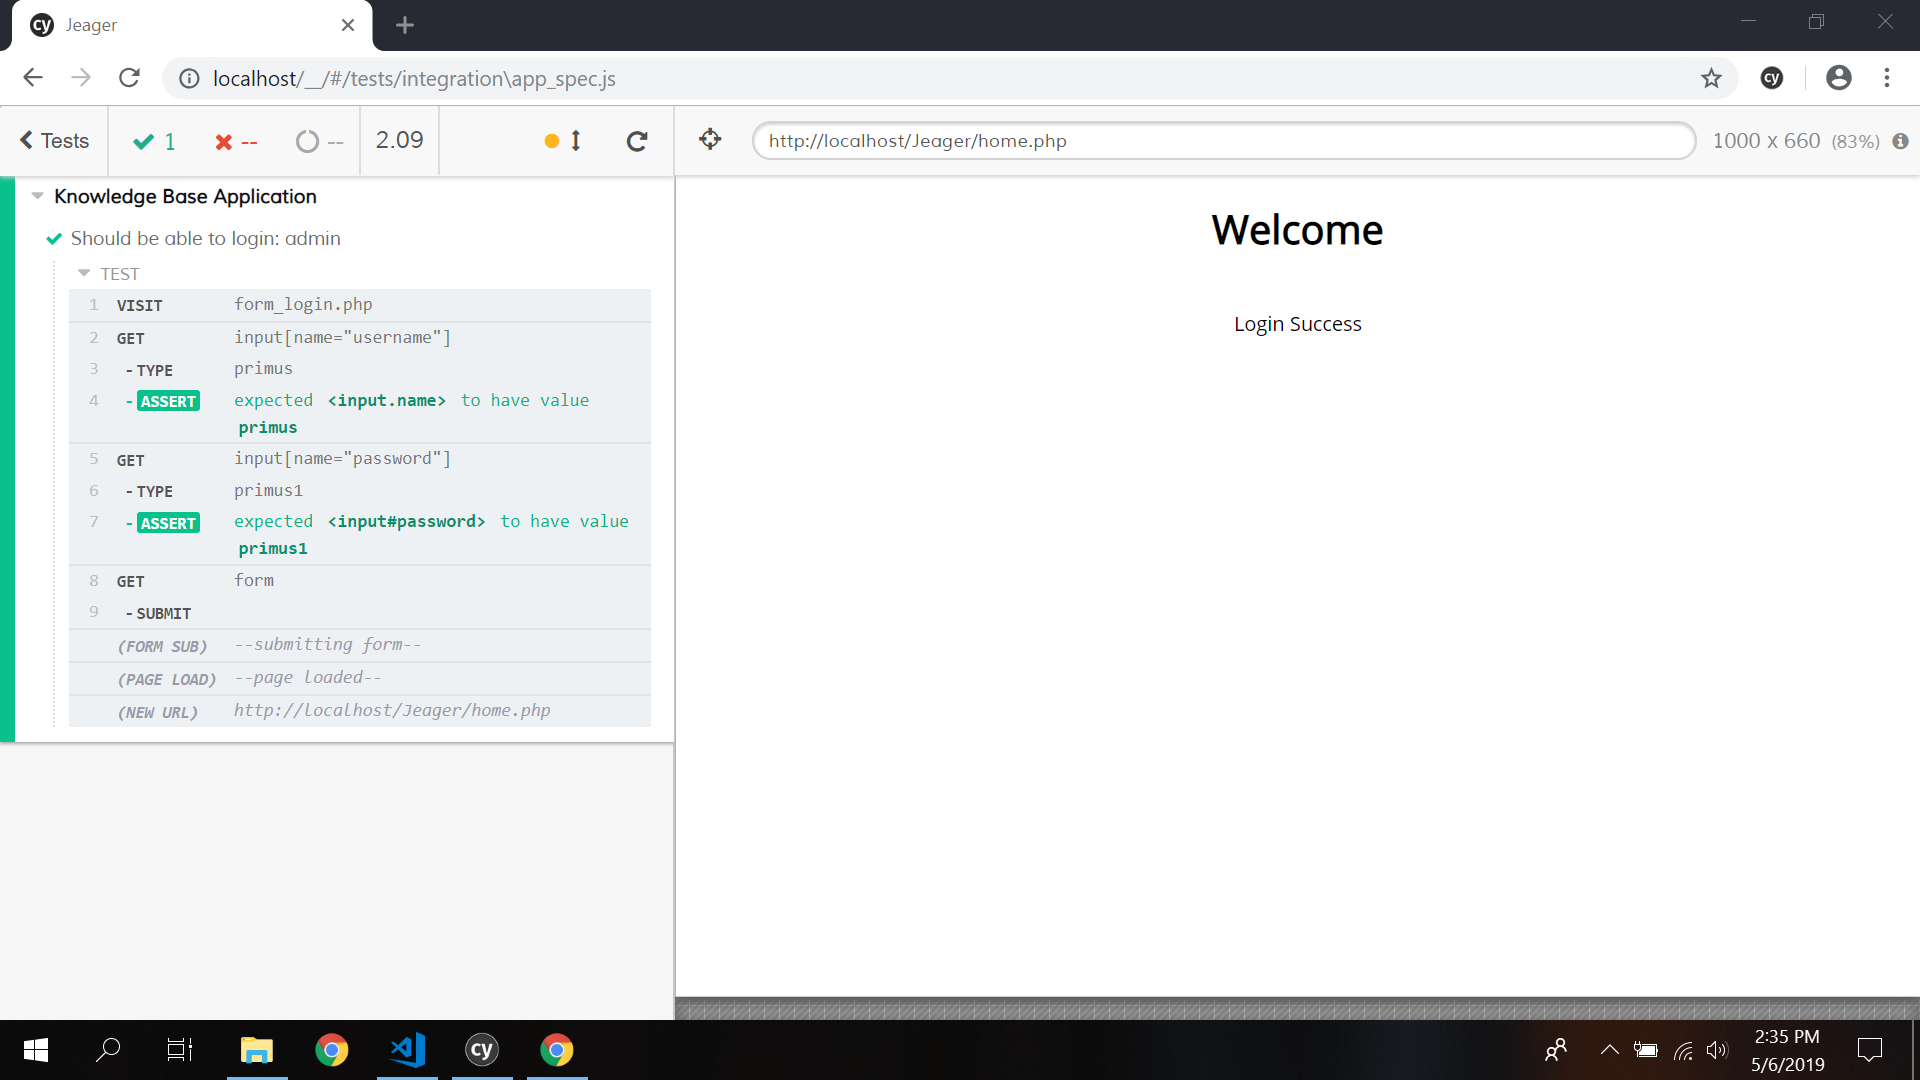 cy Jeager
localhost/__/#/tests/integration\app_spec.js
cy
Tests
1
--
--
2.09
http://localhost/Jeager/home.php
1000 x 660 (83%)
Knowledge Base Application
Should be able to login: admin
TEST
1 VISIT form_login.php
2 GET input[name="username"]
3 - TYPE primus
4 - ASSERT expected <input.name> to have value
primus
5 GET input[name="password"]
6 - TYPE primus1
7 - ASSERT expected <input#password> to have value
primus1
8 GET form
9 - SUBMIT
(FORM SUB) --submitting form--
(PAGE LOAD) --page loaded--
(NEW URL) http://localhost/Jeager/home.php
Welcome
Login Success
cy
2:35 PM
5/6/2019